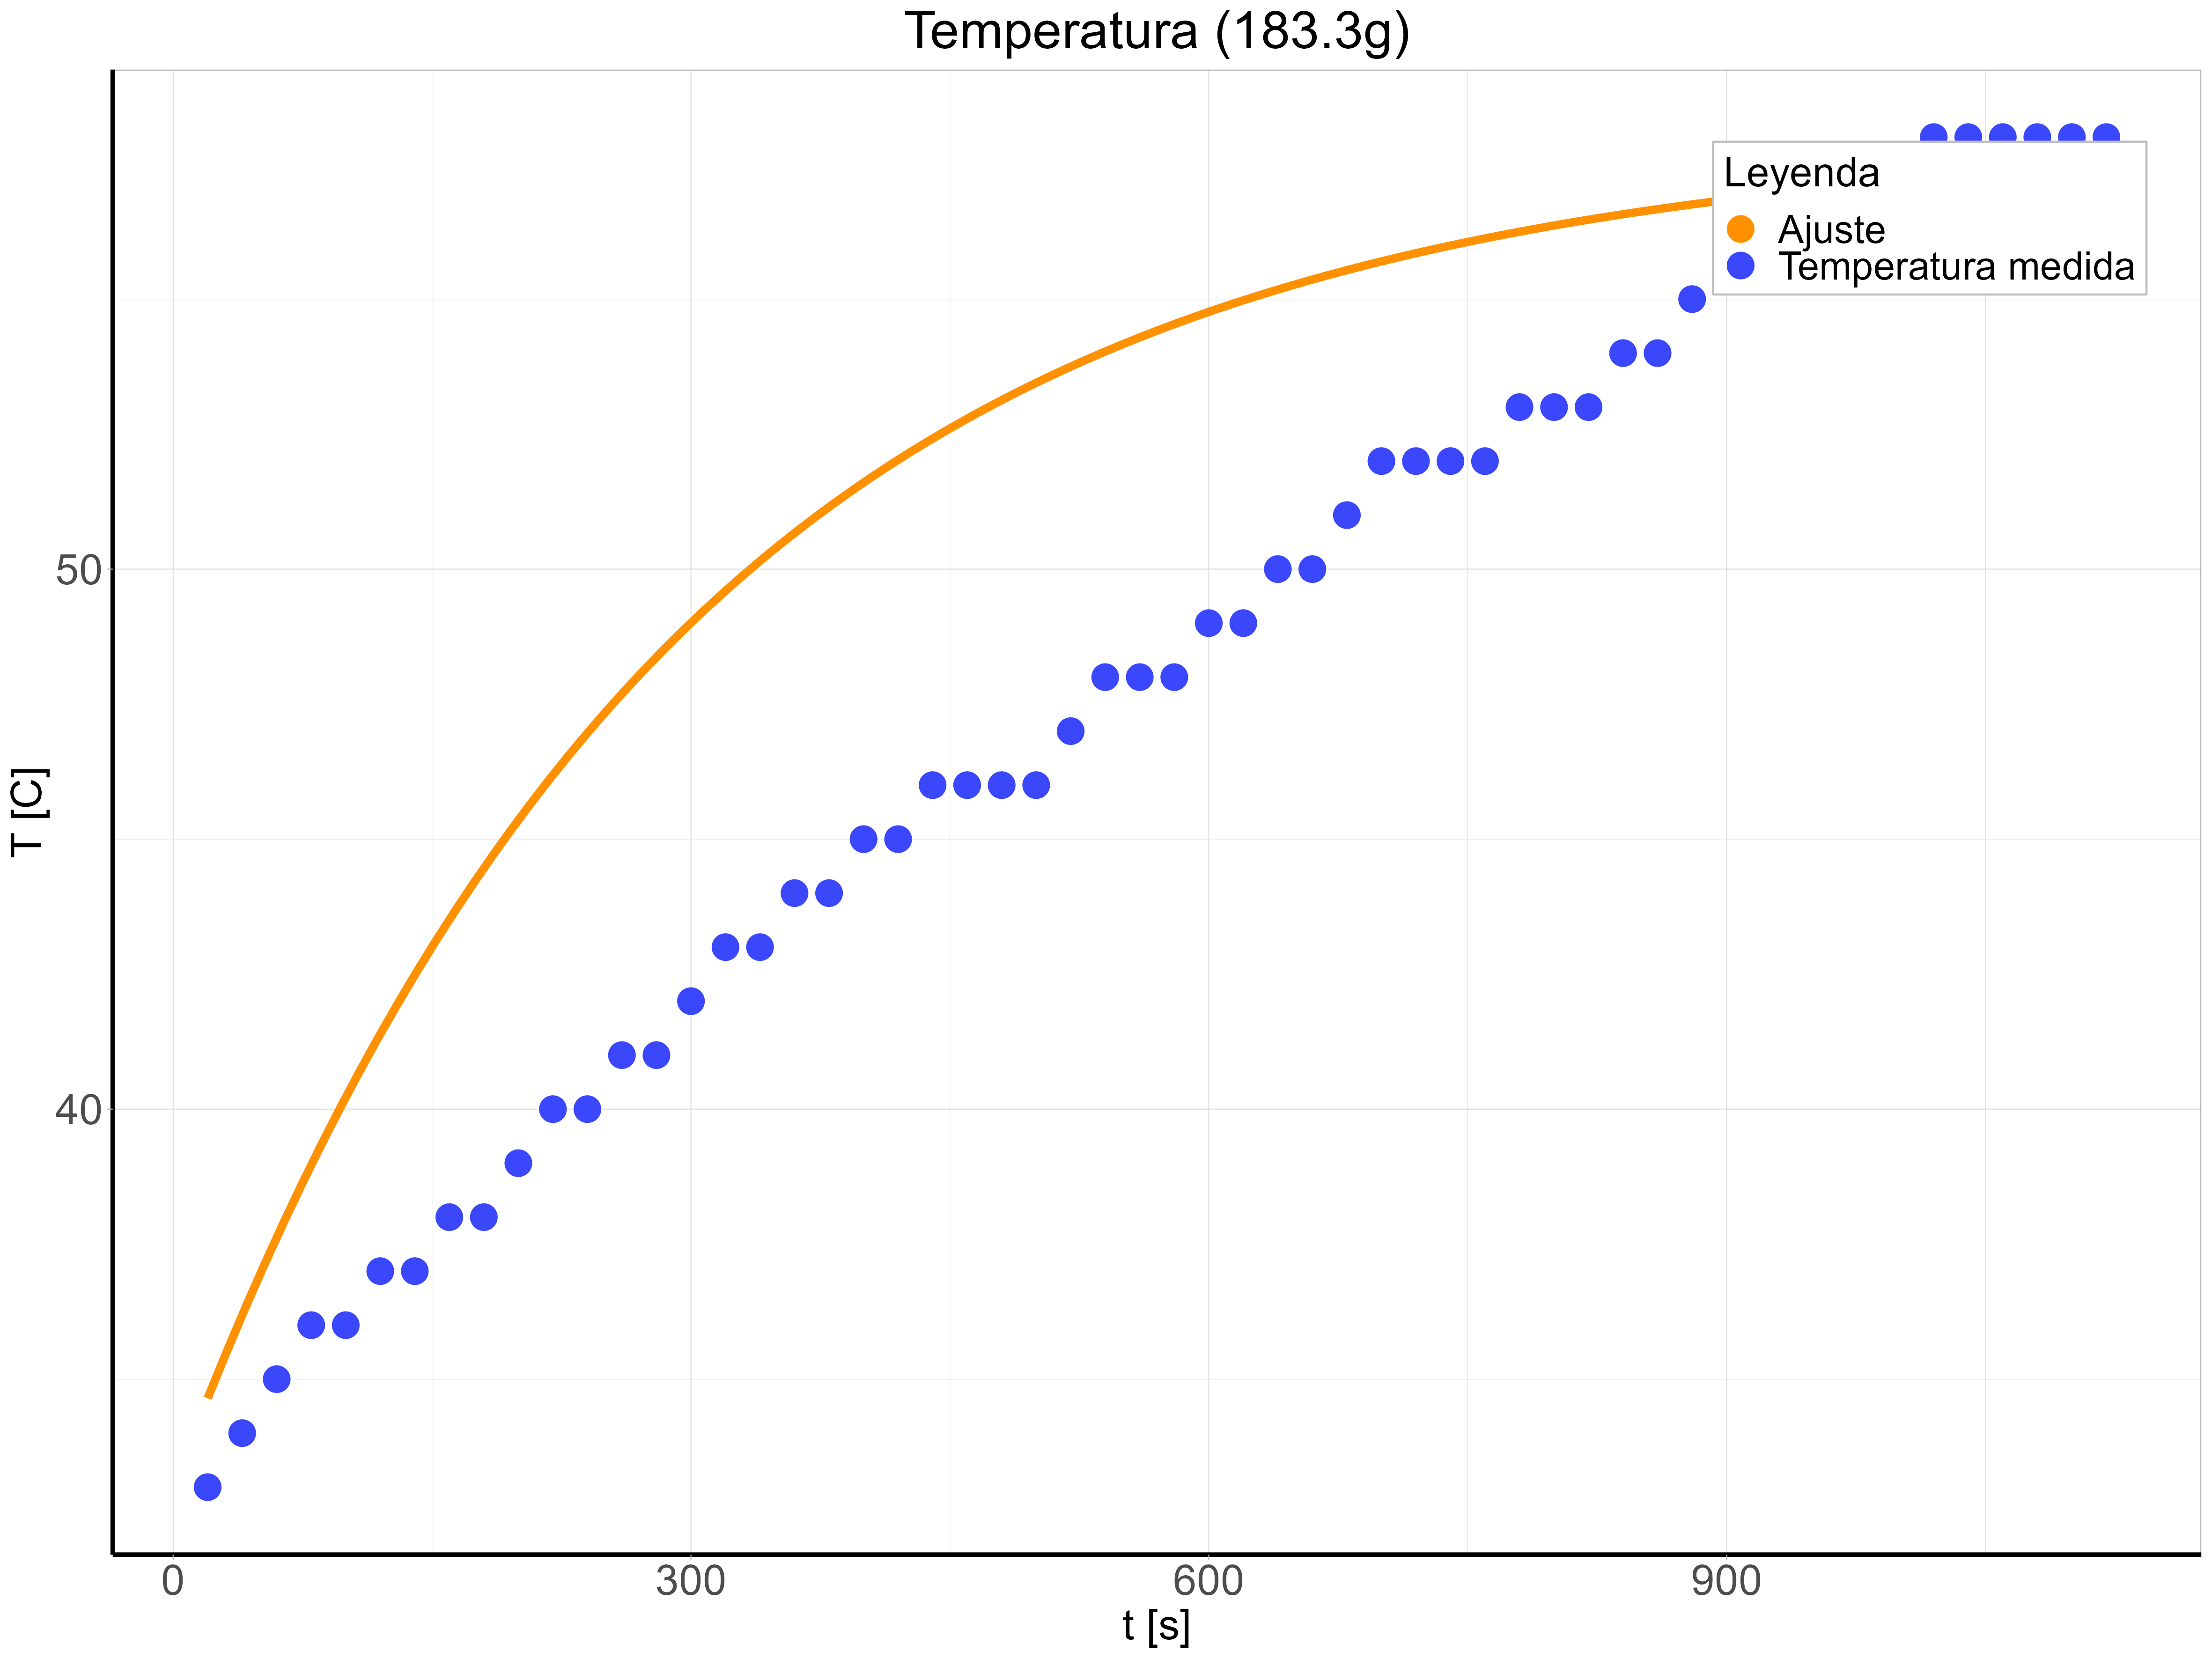 Temperatura (183.3g)
Leyenda
Ajuste
Temperatura medida
50
40
T [C]
0 300 600 900
t [s]